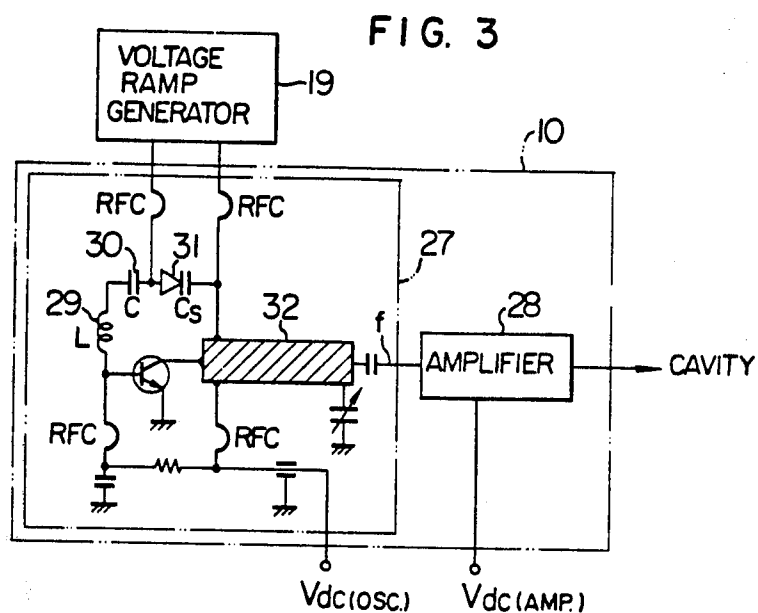 FIG. 3
VOLTAGE
RAMP
GENERATOR
19
10
RFC
RFC
27
30
31
29
C
Cs
L
32
f
28
AMPLIFIER
CAVITY
RFC
RFC
Vdc(OSC.)
Vdc(AMP.)